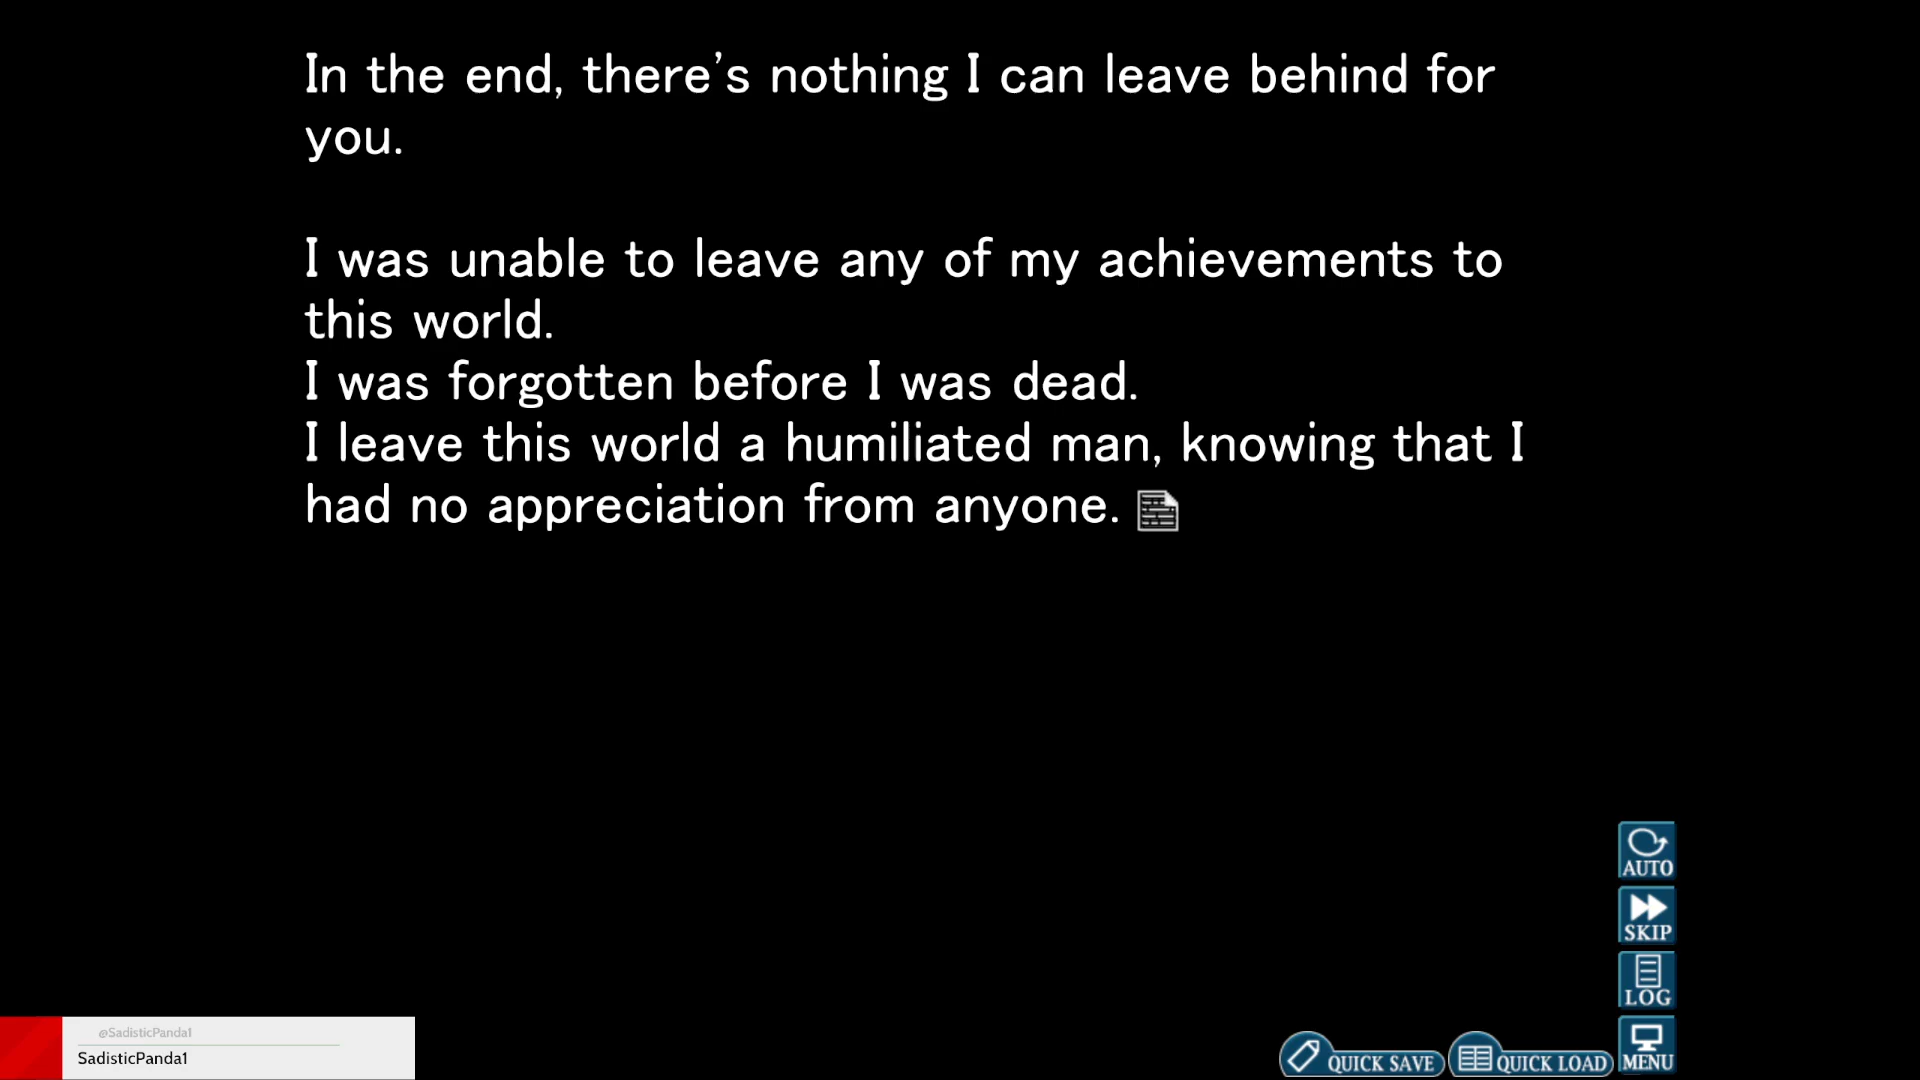 In the end, there's nothing I can leave behind for
you.
I was unable to leave any of my achievements to
this world.
I was forgotten before I was dead.
I leave this world a humiliated man, knowing that I
had no appreciation from anyone.
AUTO
SKIP
LOG
MENU
QUICK SAVE
QUICK LOAD
@SadisticPanda1
SadisticPanda1